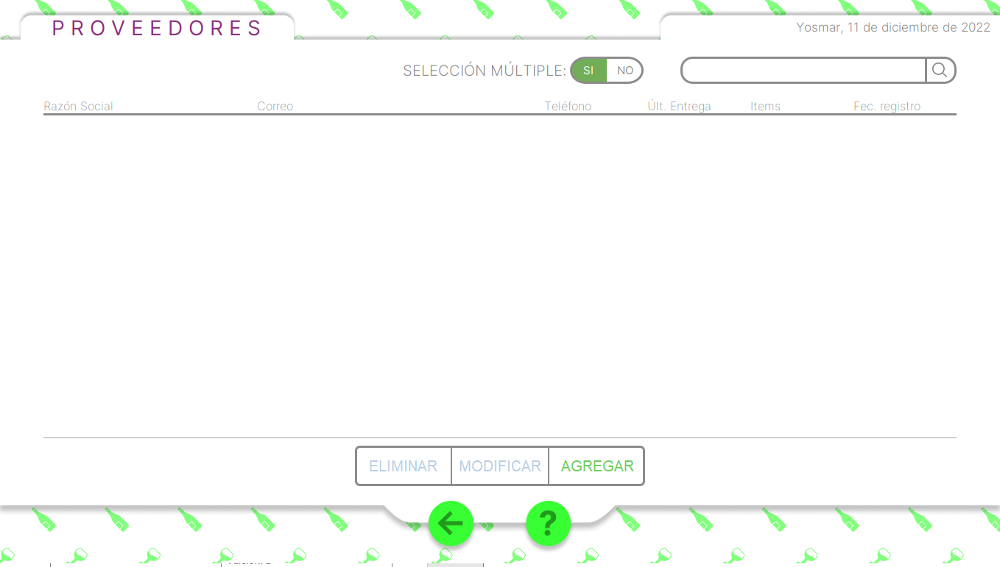 PROVEEDORES
Yosmar, 11 de diciembre de 2022
SELECCIÓN MÚLTIPLE: SI NO
Razón Social Correo Teléfono Últ. Entrega Items Fec. registro
ELIMINAR MODIFICAR AGREGAR
?